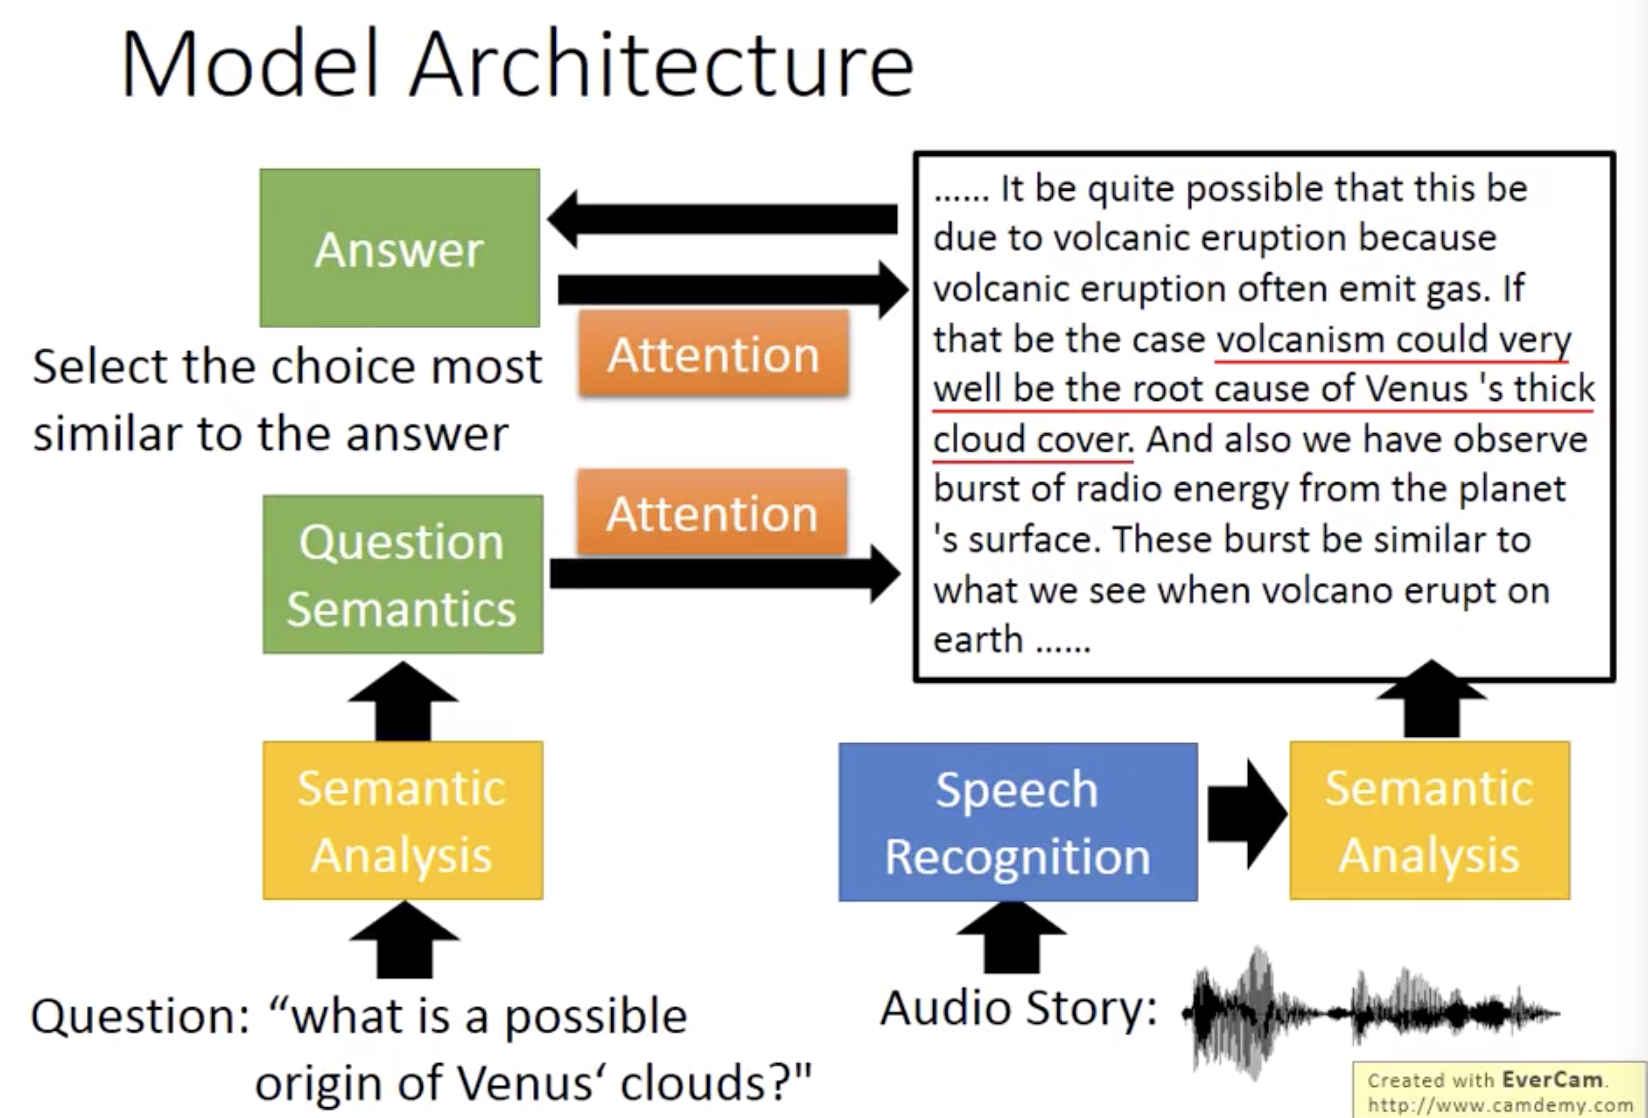 Model Architecture
Answer
Select the choice most
similar to the answer
Attention
Attention
Question
Semantics
Semantic
Analysis
Question: “what is a possible
origin of Venus‘ clouds?"
...... It be quite possible that this be
due to volcanic eruption because
volcanic eruption often emit gas. If
that be the case volcanism could very
well be the root cause of Venus 's thick
cloud cover. And also we have observe
burst of radio energy from the planet
's surface. These burst be similar to
what we see when volcano erupt on
earth ......
Speech
Recognition
Semantic
Analysis
Audio Story:
Created with EverCam.
http://www.camdemy.com